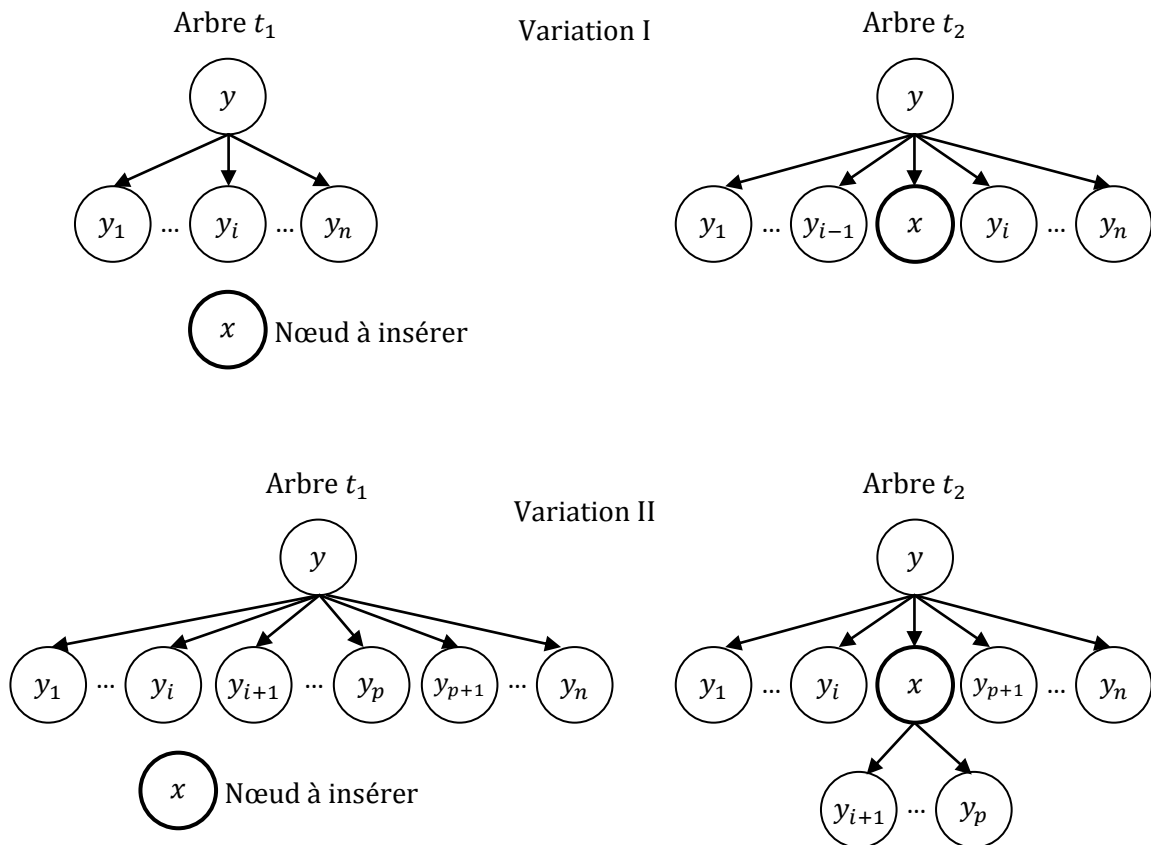 Arbre t₁ Variation I Arbre t₂
y y
y₁ ... yᵢ ... yₙ y₁ ... yᵢ₋₁ x yᵢ ... yₙ
x Nœud à insérer
Arbre t₁ Variation II Arbre t₂
y y
y₁ ... yᵢ yᵢ₊₁ ... yₚ yₚ₊₁ ... yₙ y₁ ... yᵢ x yₚ₊₁ ... yₙ
x Nœud à insérer yᵢ₊₁ ... yₚ